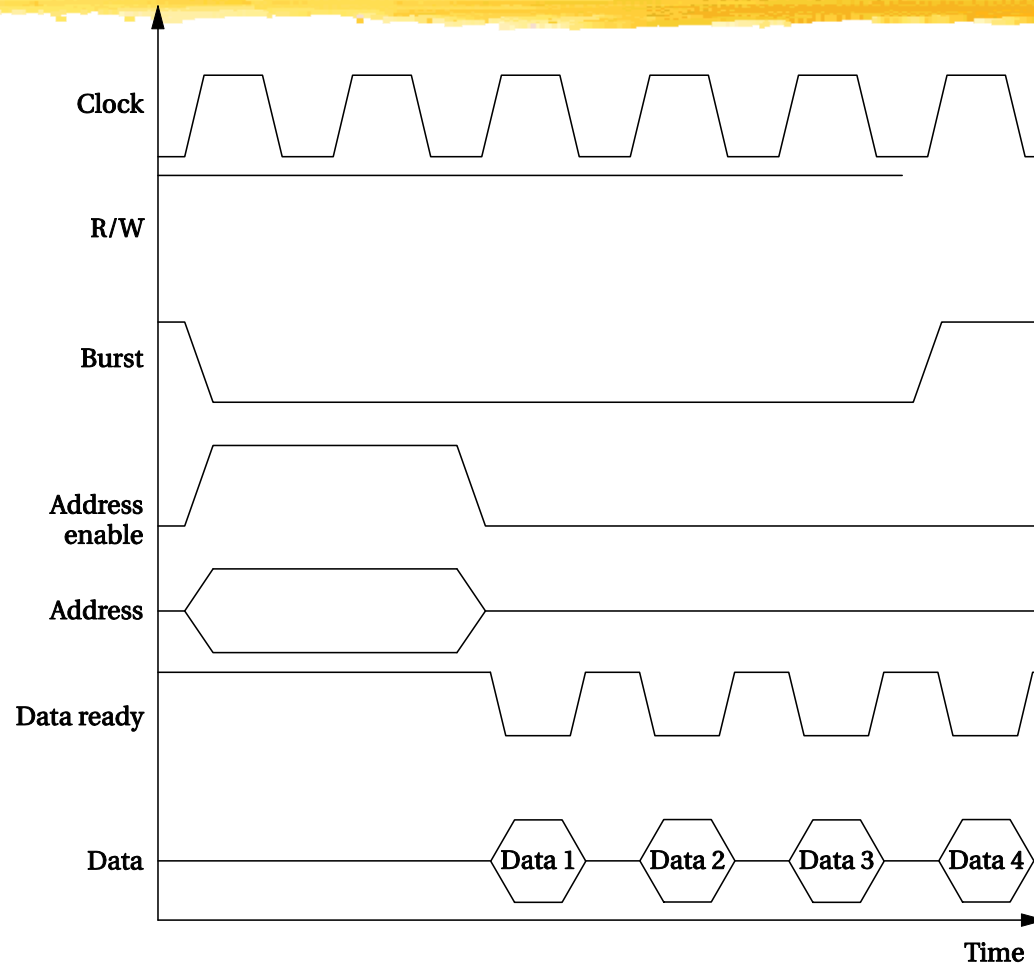 Clock
R/W
Burst
Address
enable
Address
Data ready
Data
Data 1
Data 2
Data 3
Data 4
Time